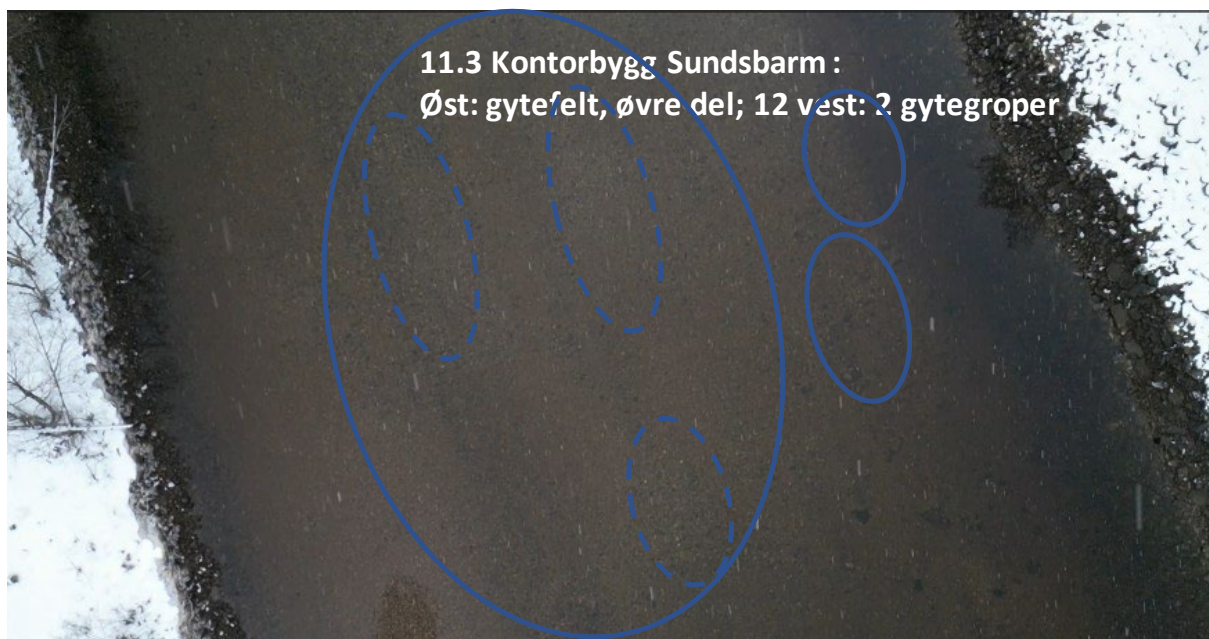 11.3 Kontorbygg Sundsbarm :
Øst: gytefelt, øvre del; 12 vest: 2 gytegroper